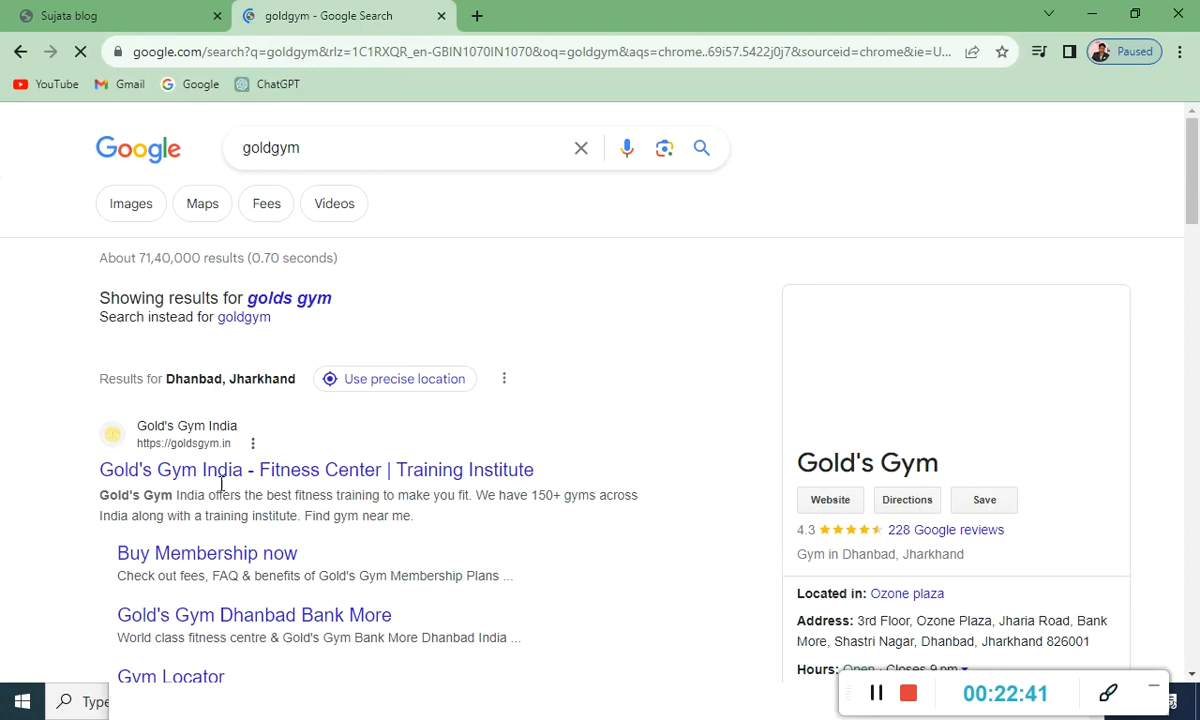 Sujata blog
goldgym - Google Search
google.com/search?q=goldgym&rlz=1C1RXQR_en-GBIN1070IN1070&oq=goldgym&aqs=chrome..69i57.5422j0j7&sourceid=chrome&ie=U...
Paused
YouTube
Gmail
Google
ChatGPT
Google
goldgym
Images
Maps
Fees
Videos
About 71,40,000 results (0.70 seconds)
Showing results for golds gym
Search instead for goldgym
Results for Dhanbad, Jharkhand
Use precise location
Gold's Gym India
https://goldsgym.in
Gold's Gym India - Fitness Center | Training Institute
Gold's Gym India offers the best fitness training to make you fit. We have 150+ gyms across
India along with a training institute. Find gym near me.
Buy Membership now
Check out fees, FAQ & benefits of Gold's Gym Membership Plans ...
Gold's Gym Dhanbad Bank More
World class fitness centre & Gold's Gym Bank More Dhanbad India ...
Gym Locator
Gold's Gym
Website
Directions
Save
4.3
228 Google reviews
Gym in Dhanbad, Jharkhand
Located in: Ozone plaza
Address: 3rd Floor, Ozone Plaza, Jharia Road, Bank
More, Shastri Nagar, Dhanbad, Jharkhand 826001
Hours: Open · Closes 9 pm
Type
00:22:41